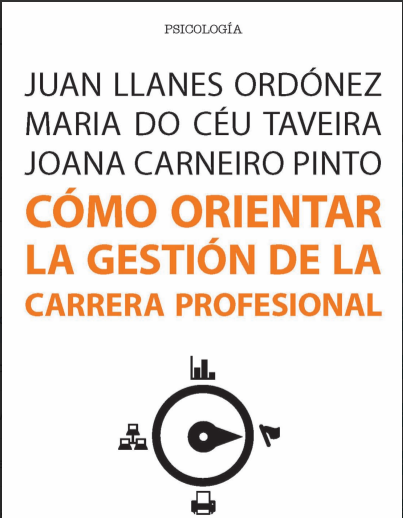 PSICOLOGÍA
JUAN LLANES ORDÓNEZ
MARIA DO CÉU TAVEIRA
JOANA CARNEIRO PINTO
CÓMO ORIENTAR
LA GESTIÓN DE LA
CARRERA PROFESIONAL